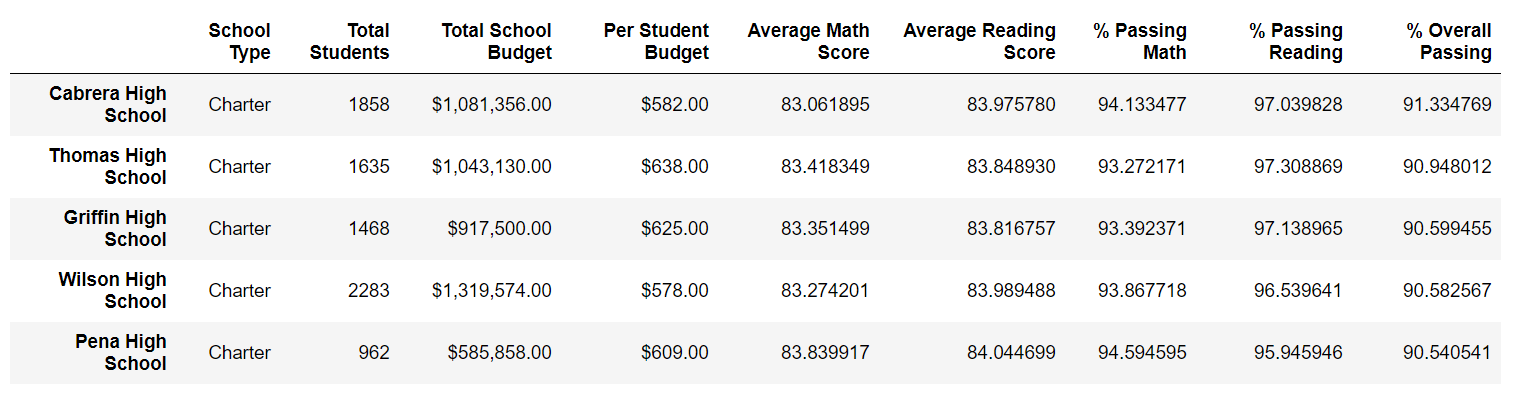 School Type Total Students Total School Budget Per Student Budget Average Math Score Average Reading Score % Passing Math % Passing Reading % Overall Passing
Cabrera High School Charter 1858 $1,081,356.00 $582.00 83.061895 83.975780 94.133477 97.039828 91.334769
Thomas High School Charter 1635 $1,043,130.00 $638.00 83.418349 83.848930 93.272171 97.308869 90.948012
Griffin High School Charter 1468 $917,500.00 $625.00 83.351499 83.816757 93.392371 97.138965 90.599455
Wilson High School Charter 2283 $1,319,574.00 $578.00 83.274201 83.989488 93.867718 96.539641 90.582567
Pena High School Charter 962 $585,858.00 $609.00 83.839917 84.044699 94.594595 95.945946 90.540541